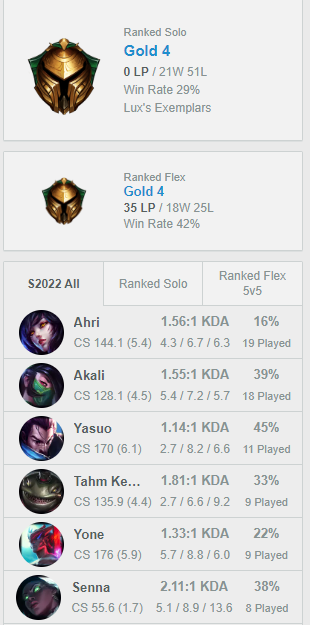 Ranked Solo
Gold 4
0 LP / 21W 51L
Win Rate 29%
Lux's Exemplars
Ranked Flex
Gold 4
35 LP / 18W 25L
Win Rate 42%
S2022 All
Ranked Solo
Ranked Flex
5v5
Ahri 1.56:1 KDA 16%
CS 144.1 (5.4) 4.3 / 6.7 / 6.3 19 Played
Akali 1.55:1 KDA 39%
CS 128.1 (4.5) 5.4 / 7.2 / 5.7 18 Played
Yasuo 1.14:1 KDA 45%
CS 170 (6.1) 2.7 / 8.2 / 6.6 11 Played
Tahm Ke... 1.81:1 KDA 33%
CS 135.9 (4.4) 2.7 / 6.6 / 9.2 9 Played
Yone 1.33:1 KDA 22%
CS 176 (5.9) 5.7 / 8.8 / 6.0 9 Played
Senna 2.11:1 KDA 38%
CS 55.6 (1.7) 5.1 / 8.9 / 13.6 8 Played